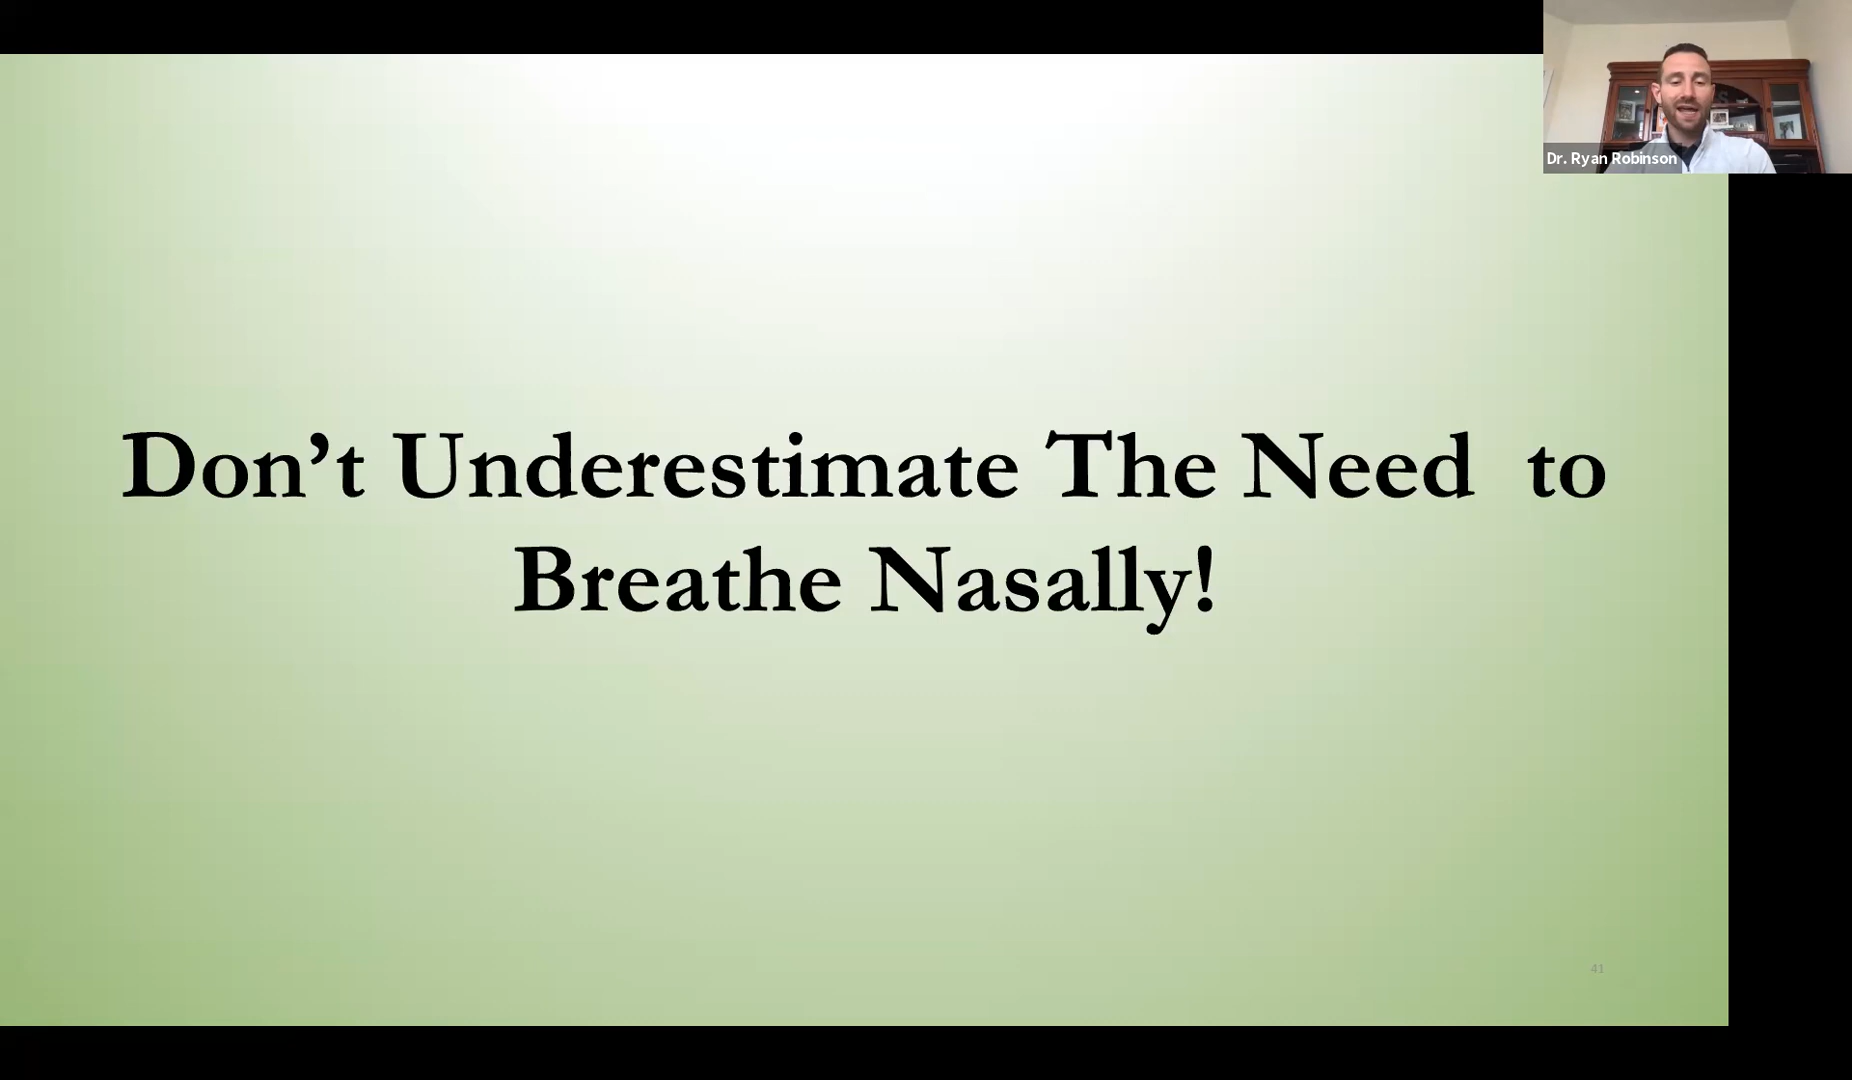 Dr. Ryan Robinson
Don’t Underestimate The Need  to
Breathe Nasally!
41